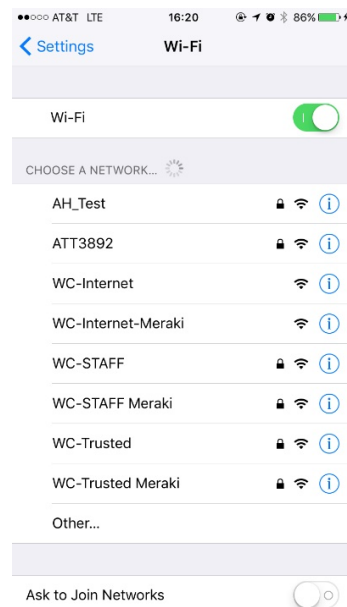 AT&T LTE 16:20 86%
Settings Wi-Fi
Wi-Fi
CHOOSE A NETWORK...
AH_Test
ATT3892
WC-Internet
WC-Internet-Meraki
WC-STAFF
WC-STAFF Meraki
WC-Trusted
WC-Trusted Meraki
Other...
Ask to Join Networks